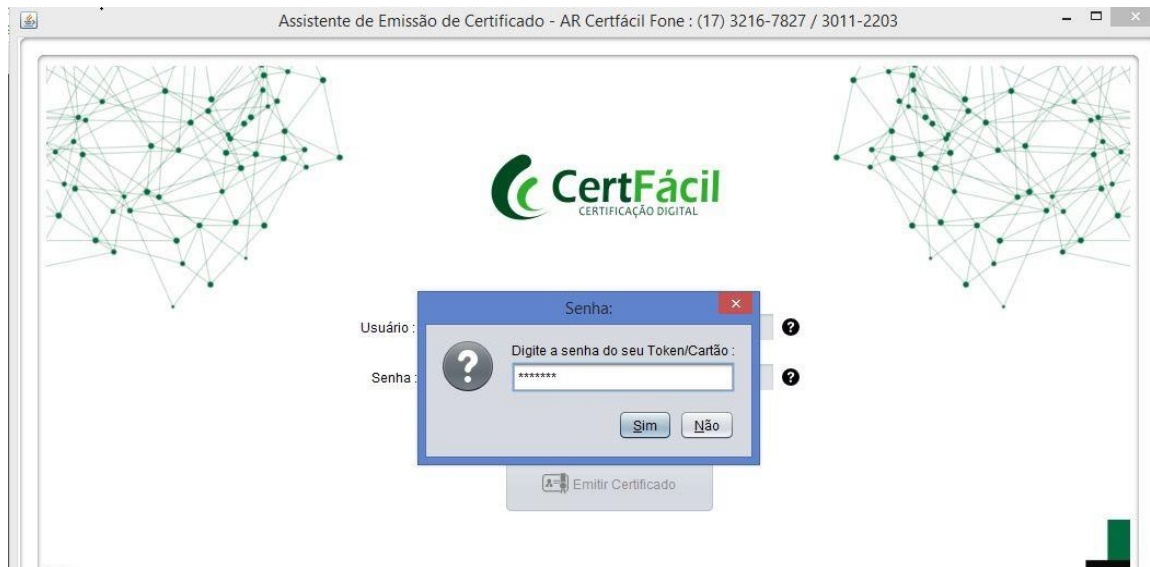 Assistente de Emissão de Certificado - AR Certfácil Fone : (17) 3216-7827 / 3011-2203
CertFácil
CERTIFICAÇÃO DIGITAL
Senha:
Usuário :
Digite a senha do seu Token/Cartão :
Senha :
*******
Sim Não
Emitir Certificado